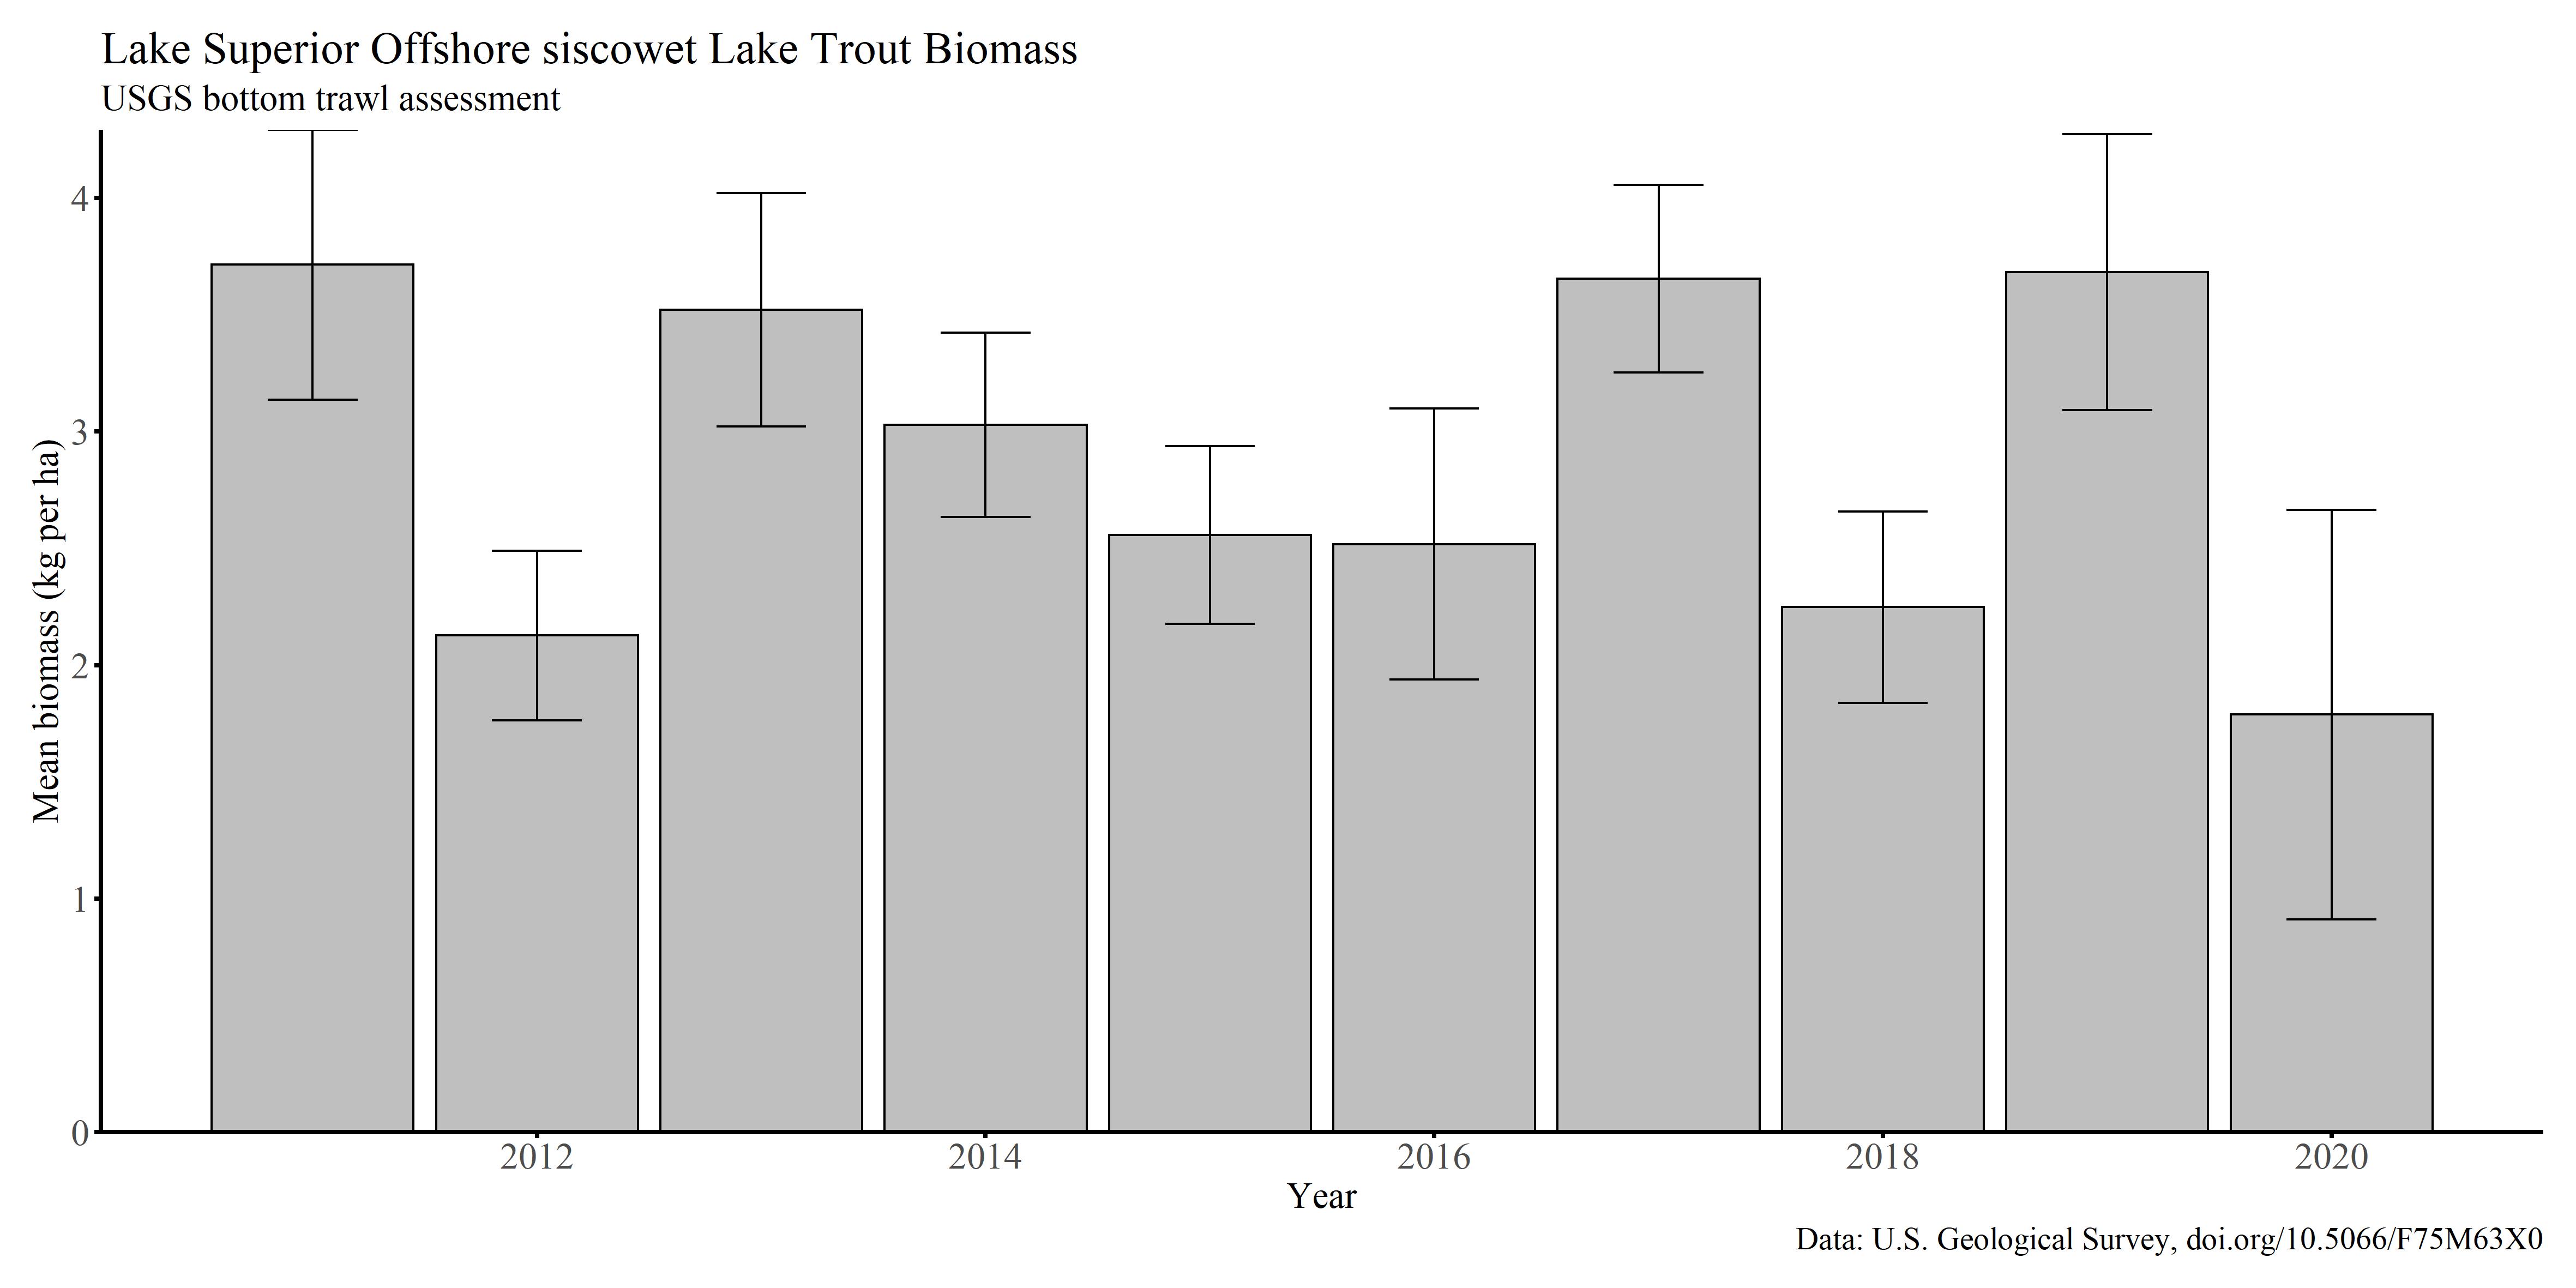 Lake Superior Offshore siscowet Lake Trout Biomass
USGS bottom trawl assessment
Mean biomass (kg per ha)
4
3
2
1
0
2012 2014 2016 2018 2020
Year
Data: U.S. Geological Survey, doi.org/10.5066/F75M63X0